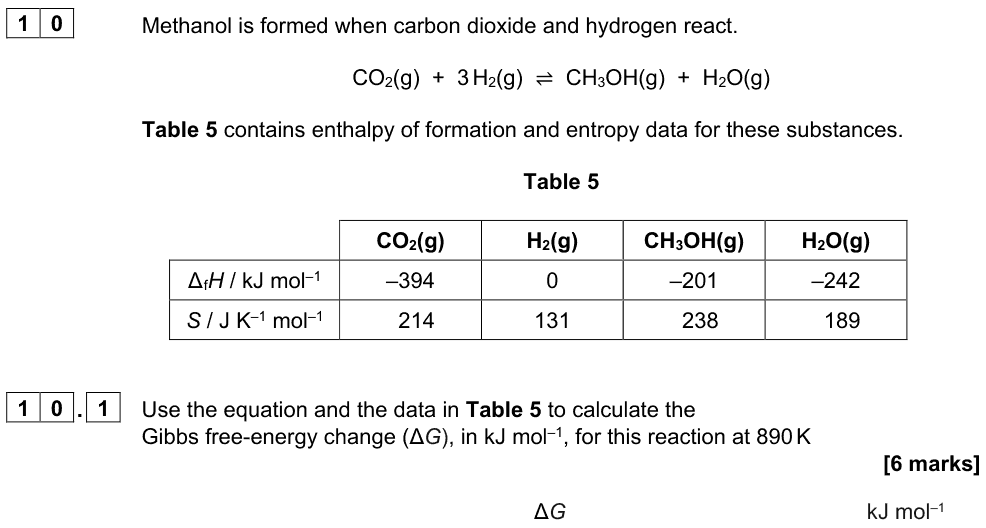 1 0 Methanol is formed when carbon dioxide and hydrogen react.
CO₂(g) + 3H₂(g) ⇌ CH₃OH(g) + H₂O(g)
Table 5 contains enthalpy of formation and entropy data for these substances.
Table 5
CO₂(g) H₂(g) CH₃OH(g) H₂O(g)
ΔfH / kJ mol⁻¹ –394 0 –201 –242
S / J K⁻¹ mol⁻¹ 214 131 238 189
1 0 . 1 Use the equation and the data in Table 5 to calculate the
Gibbs free-energy change (ΔG), in kJ mol⁻¹, for this reaction at 890 K
[6 marks]
ΔG kJ mol⁻¹